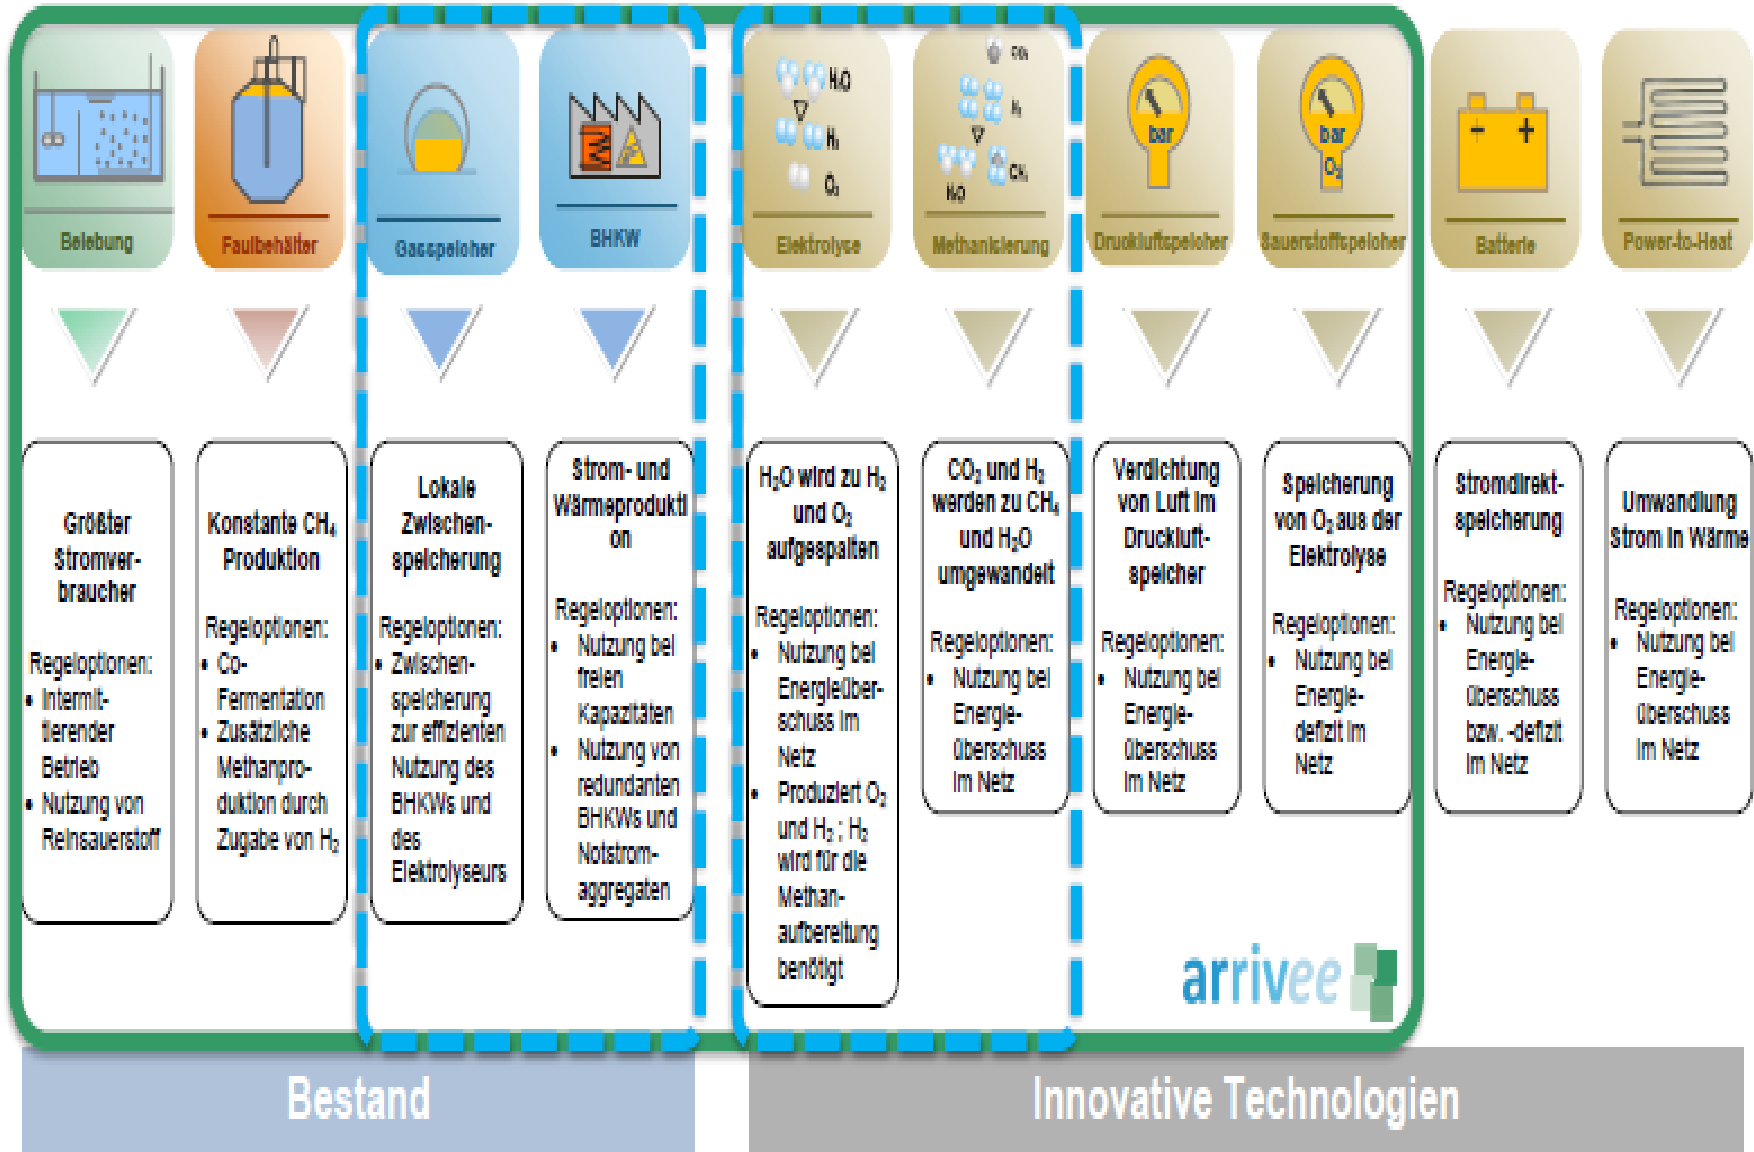 H₂O
H₂
O₂
CO₂
H₂
CH₄
H₂O
bar
bar
O₂
- +
Belebung
Faulbehälter
Gasspeicher
BHKW
Elektrolyse
Methanisierung
Druckluftspeicher
Sauerstoffspeicher
Batterie
Power-to-Heat
Größter
Stromver-
braucher
Regeloptionen:
• Intermit-
tierender
Betrieb
• Nutzung von
Reinsauerstoff
Konstante CH₄
Produktion
Regeloptionen:
• Co-
Fermentation
• Zusätzliche
Methanpro-
duktion durch
Zugabe von H₂
Lokale
Zwischen-
speicherung
Regeloptionen:
• Zwischen-
speicherung
zur effizienten
Nutzung des
BHKWs und
des
Elektrolyseurs
Strom- und
Wärmeprodukti
on
Regeloptionen:
• Nutzung bei
freien
Kapazitäten
• Nutzung von
redundanten
BHKWs und
Notstrom-
aggregaten
H₂O wird zu H₂
und O₂
aufgespalten
Regeloptionen:
• Nutzung bei
Energieüber-
schuss im
Netz
• Produziert O₂
und H₂ ; H₂
wird für die
Methan-
aufbereitung
benötigt
CO₂ und H₂
werden zu CH₄
und H₂O
umgewandelt
Regeloptionen:
• Nutzung bei
Energie-
überschuss
im Netz
Verdichtung
von Luft im
Druckluft-
speicher
Regeloptionen:
• Nutzung bei
Energie-
überschuss
im Netz
Speicherung
von O₂ aus der
Elektrolyse
Regeloptionen:
• Nutzung bei
Energie-
defizit im
Netz
Stromdirekt-
speicherung
Regeloptionen:
• Nutzung bei
Energie-
überschuss
bzw. -defizit
im Netz
Umwandlung
Strom in Wärme
Regeloptionen:
• Nutzung bei
Energie-
überschuss
im Netz
arrivee
Bestand
Innovative Technologien